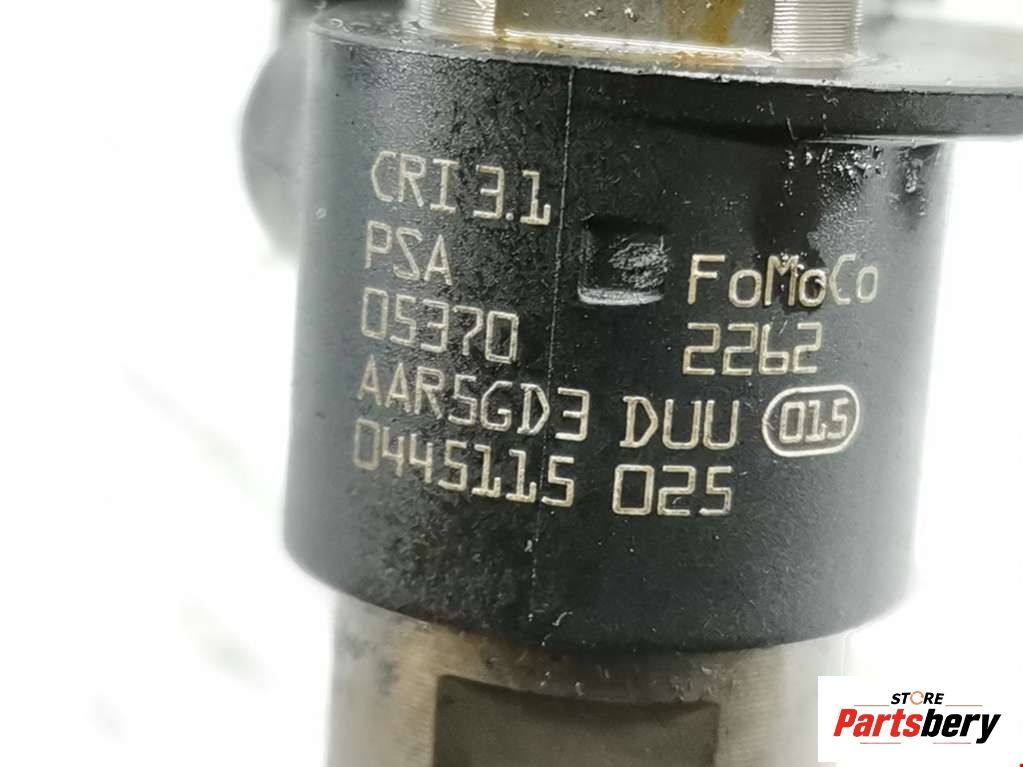 CRI 3.1
PSA FoMoCo
05370 2262
AAR5GD3 DUU 015
0445115 025
STORE
Partsbery